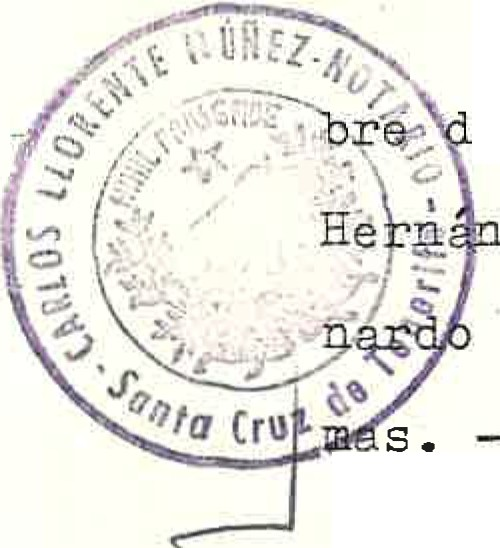 CARLOS LLORENTE NÚÑEZ-NOTARIO-
- Santa Cruz de Tenerife
bre d
Hernán
nardo
mas. -